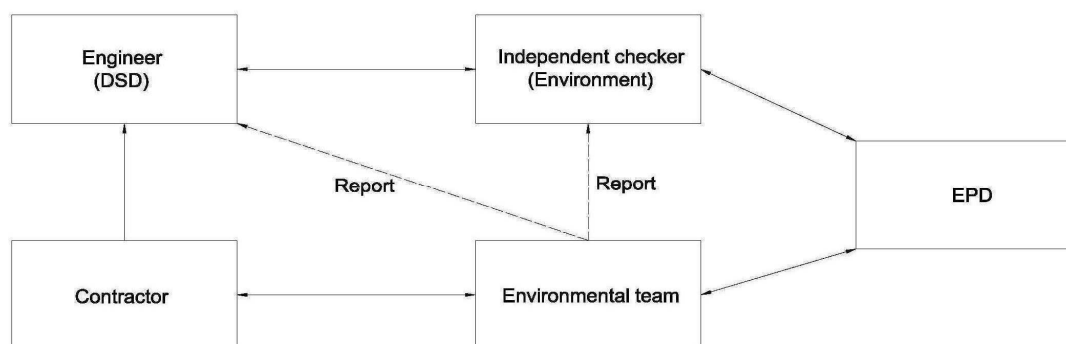 Engineer
(DSD)
Independent checker
(Environment)
Report
Report
EPD
Contractor
Environmental team